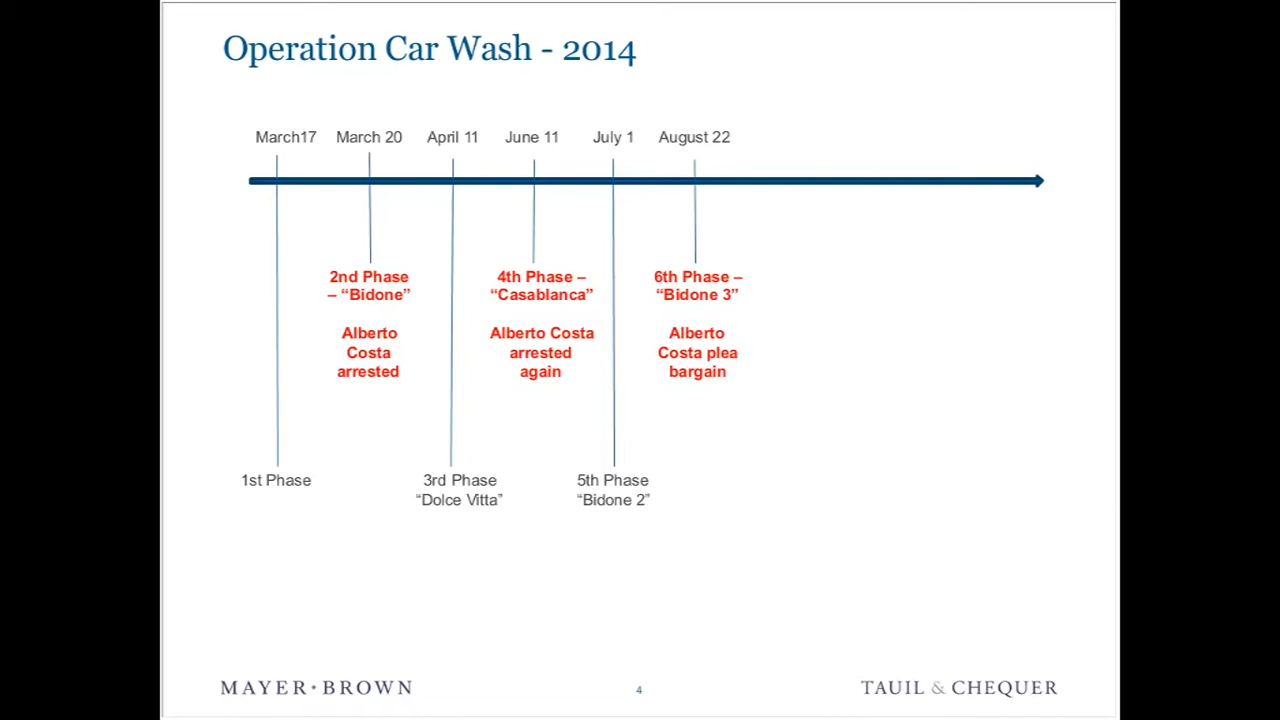 Operation Car Wash - 2014
March17 March 20 April 11 June 11 July 1 August 22
2nd Phase
– “Bidone”
Alberto
Costa
arrested
4th Phase –
“Casablanca”
Alberto Costa
arrested
again
6th Phase –
“Bidone 3”
Alberto
Costa plea
bargain
1st Phase
3rd Phase
“Dolce Vitta”
5th Phase
“Bidone 2”
MAYER • BROWN
4
TAUIL & CHEQUER